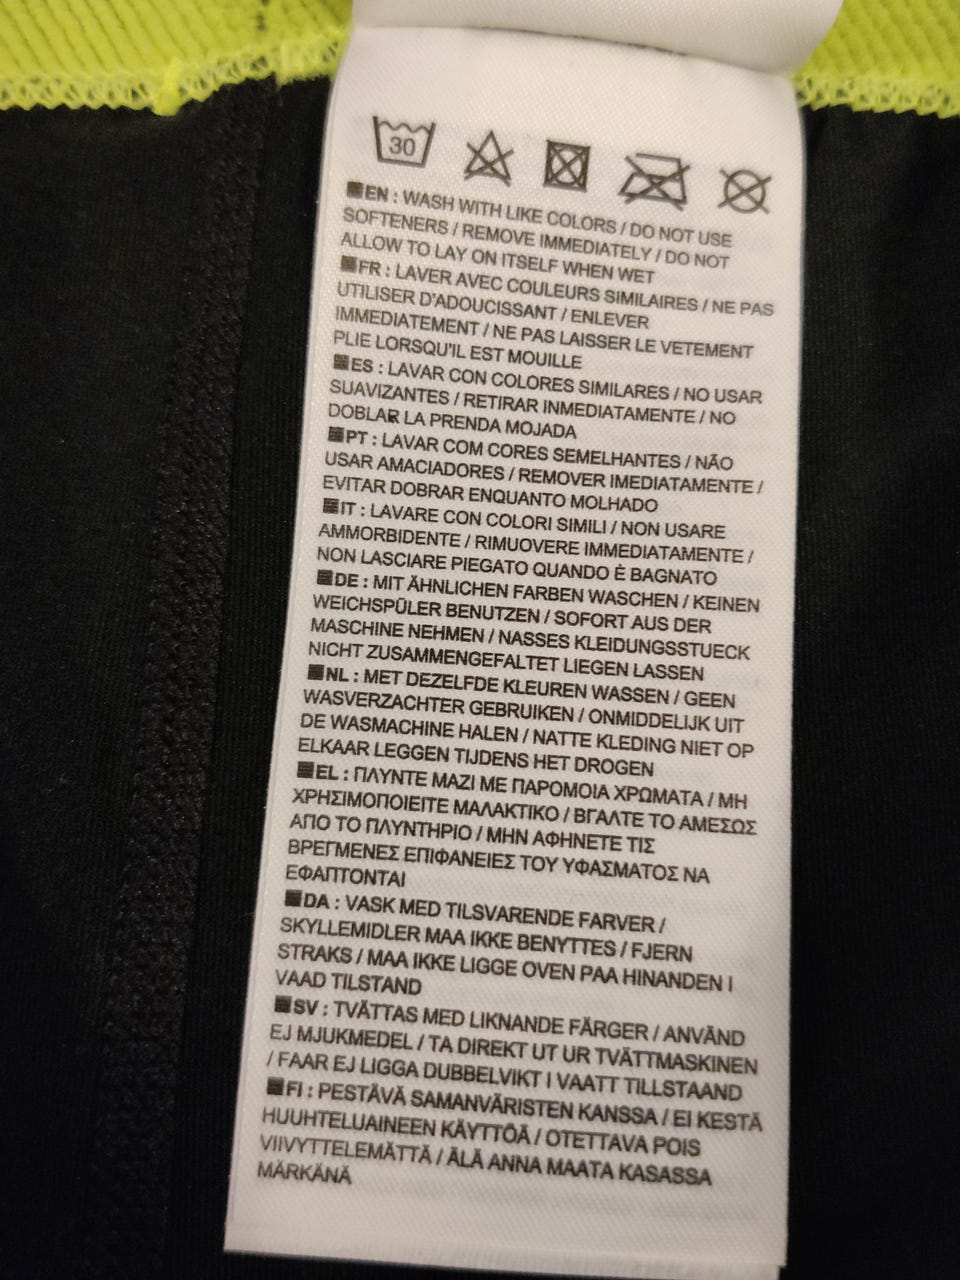 30
EN : WASH WITH LIKE COLORS / DO NOT USE
SOFTENERS / REMOVE IMMEDIATELY / DO NOT
ALLOW TO LAY ON ITSELF WHEN WET
FR : LAVER AVEC COULEURS SIMILAIRES / NE PAS
UTILISER D'ADOUCISSANT / ENLEVER
IMMEDIATEMENT / NE PAS LAISSER LE VETEMENT
PLIE LORSQU'IL EST MOUILLE
ES : LAVAR CON COLORES SIMILARES / NO USAR
SUAVIZANTES / RETIRAR INMEDIATAMENTE / NO
DOBLAR LA PRENDA MOJADA
PT : LAVAR COM CORES SEMELHANTES / NÃO
USAR AMACIADORES / REMOVER IMEDIATAMENTE /
EVITAR DOBRAR ENQUANTO MOLHADO
IT : LAVARE CON COLORI SIMILI / NON USARE
AMMORBIDENTE / RIMUOVERE IMMEDIATAMENTE /
NON LASCIARE PIEGATO QUANDO È BAGNATO
DE : MIT ÄHNLICHEN FARBEN WASCHEN / KEINEN
WEICHSPÜLER BENUTZEN / SOFORT AUS DER
MASCHINE NEHMEN / NASSES KLEIDUNGSSTUECK
NICHT ZUSAMMENGEFALTET LIEGEN LASSEN
NL : MET DEZELFDE KLEUREN WASSEN / GEEN
WASVERZACHTER GEBRUIKEN / ONMIDDELIJK UIT
DE WASMACHINE HALEN / NATTE KLEDING NIET OP
ELKAAR LEGGEN TIJDENS HET DROGEN
EL : ΠΛΥΝΤΕ ΜΑΖΙ ΜΕ ΠΑΡΟΜΟΙΑ ΧΡΩΜΑΤΑ / ΜΗ
ΧΡΗΣΙΜΟΠΟΙΕΙΤΕ ΜΑΛΑΚΤΙΚΟ / ΒΓΑΛΤΕ ΤΟ ΑΜΕΣΩΣ
ΑΠΟ ΤΟ ΠΛΥΝΤΗΡΙΟ / ΜΗΝ ΑΦΗΝΕΤΕ ΤΙΣ
ΒΡΕΓΜΕΝΕΣ ΕΠΙΦΑΝΕΙΕΣ ΤΟΥ ΥΦΑΣΜΑΤΟΣ ΝΑ
ΕΦΑΠΤΟΝΤΑΙ
DA : VASK MED TILSVARENDE FARVER /
SKYLLEMIDLER MAA IKKE BENYTTES / FJERN
STRAKS / MAA IKKE LIGGE OVEN PAA HINANDEN I
VAAD TILSTAND
SV : TVÄTTAS MED LIKNANDE FÄRGER / ANVÄND
EJ MJUKMEDEL / TA DIREKT UT UR TVÄTTMASKINEN
/ FAAR EJ LIGGA DUBBELVIKT I VAATT TILLSTAAND
FI : PESTÄVÄ SAMANVÄRISTEN KANSSA / EI KESTÄ
HUUHTELUAINEEN KÄYTTÖÄ / OTETTAVA POIS
VIIVYTTELEMÄTTÄ / ÄLÄ ANNA MAATA KASASSA
MÄRKÄNÄ